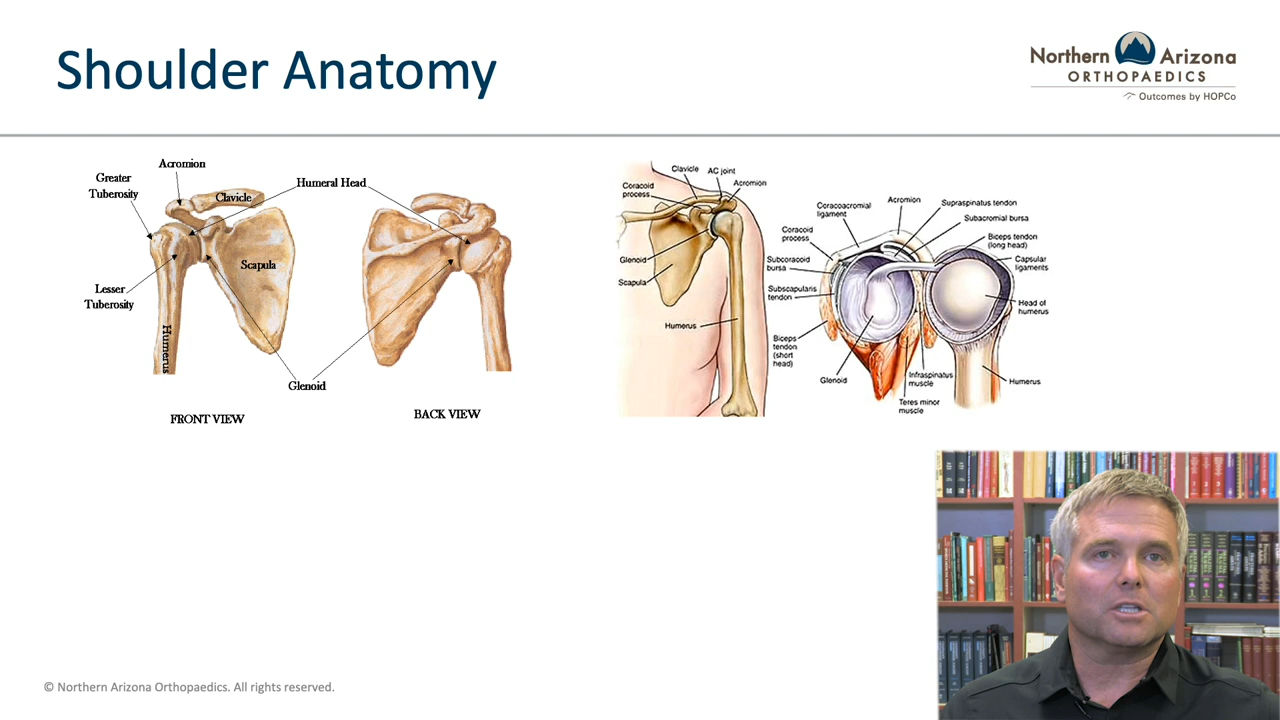 Shoulder Anatomy
Northern Arizona
ORTHOPAEDICS
Outcomes by HOPCo
Acromion
Greater
Tuberosity
Humeral Head
Clavicle
Scapula
Lesser
Tuberosity
Humerus
Glenoid
FRONT VIEW
BACK VIEW
Clavicle
AC joint
Acromion
Coracoid
process
Glenoid
Scapula
Humerus
Coracoacromial
ligament
Acromion
Supraspinatus tendon
Subacromial bursa
Coracoid
process
Biceps tendon
(long head)
Subcoracoid
bursa
Capsular
ligaments
Subscapularis
tendon
Head of
humerus
Biceps
tendon
(short
head)
Glenoid
Infraspinatus
muscle
Humerus
Teres minor
muscle
© Northern Arizona Orthopaedics. All rights reserved.